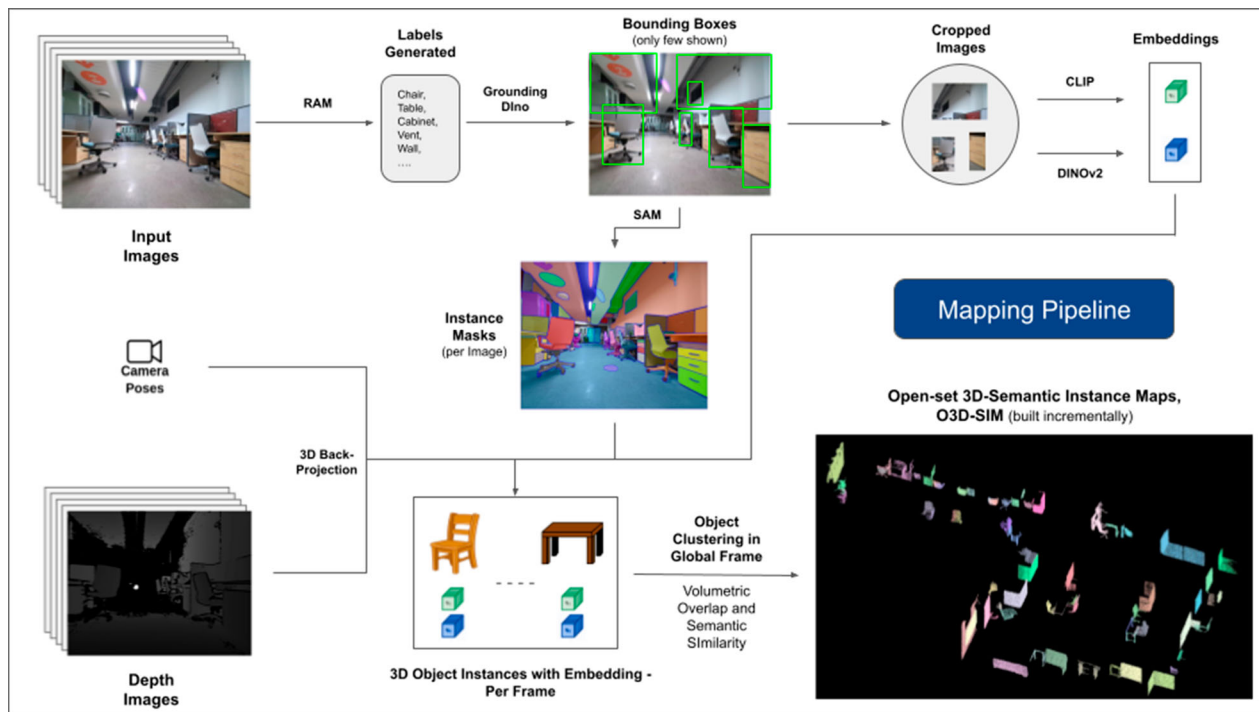 Labels
Generated
Bounding Boxes
(only few shown)
Cropped
Images
Embeddings
RAM
Chair,
Table,
Cabinet,
Vent,
Wall,
....
Grounding
DIno
CLIP
DINOv2
SAM
Input
Images
Instance
Masks
(per Image)
Mapping Pipeline
Camera
Poses
Open-set 3D-Semantic Instance Maps,
O3D-SIM (built incrementally)
3D Back-
Projection
Object
Clustering in
Global Frame
Volumetric
Overlap and
Semantic
SImilarity
3D Object Instances with Embedding -
Per Frame
Depth
Images